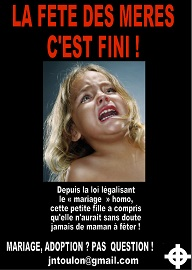 LA FETE DES MERES
C'EST FINI !
Depuis la loi légalisant
le « mariage » homo,
cette petite fille a compris
qu'elle n'aurait sans doute
jamais de maman à fêter !
MARIAGE, ADOPTION ? PAS QUESTION !
jntoulon@gmail.com